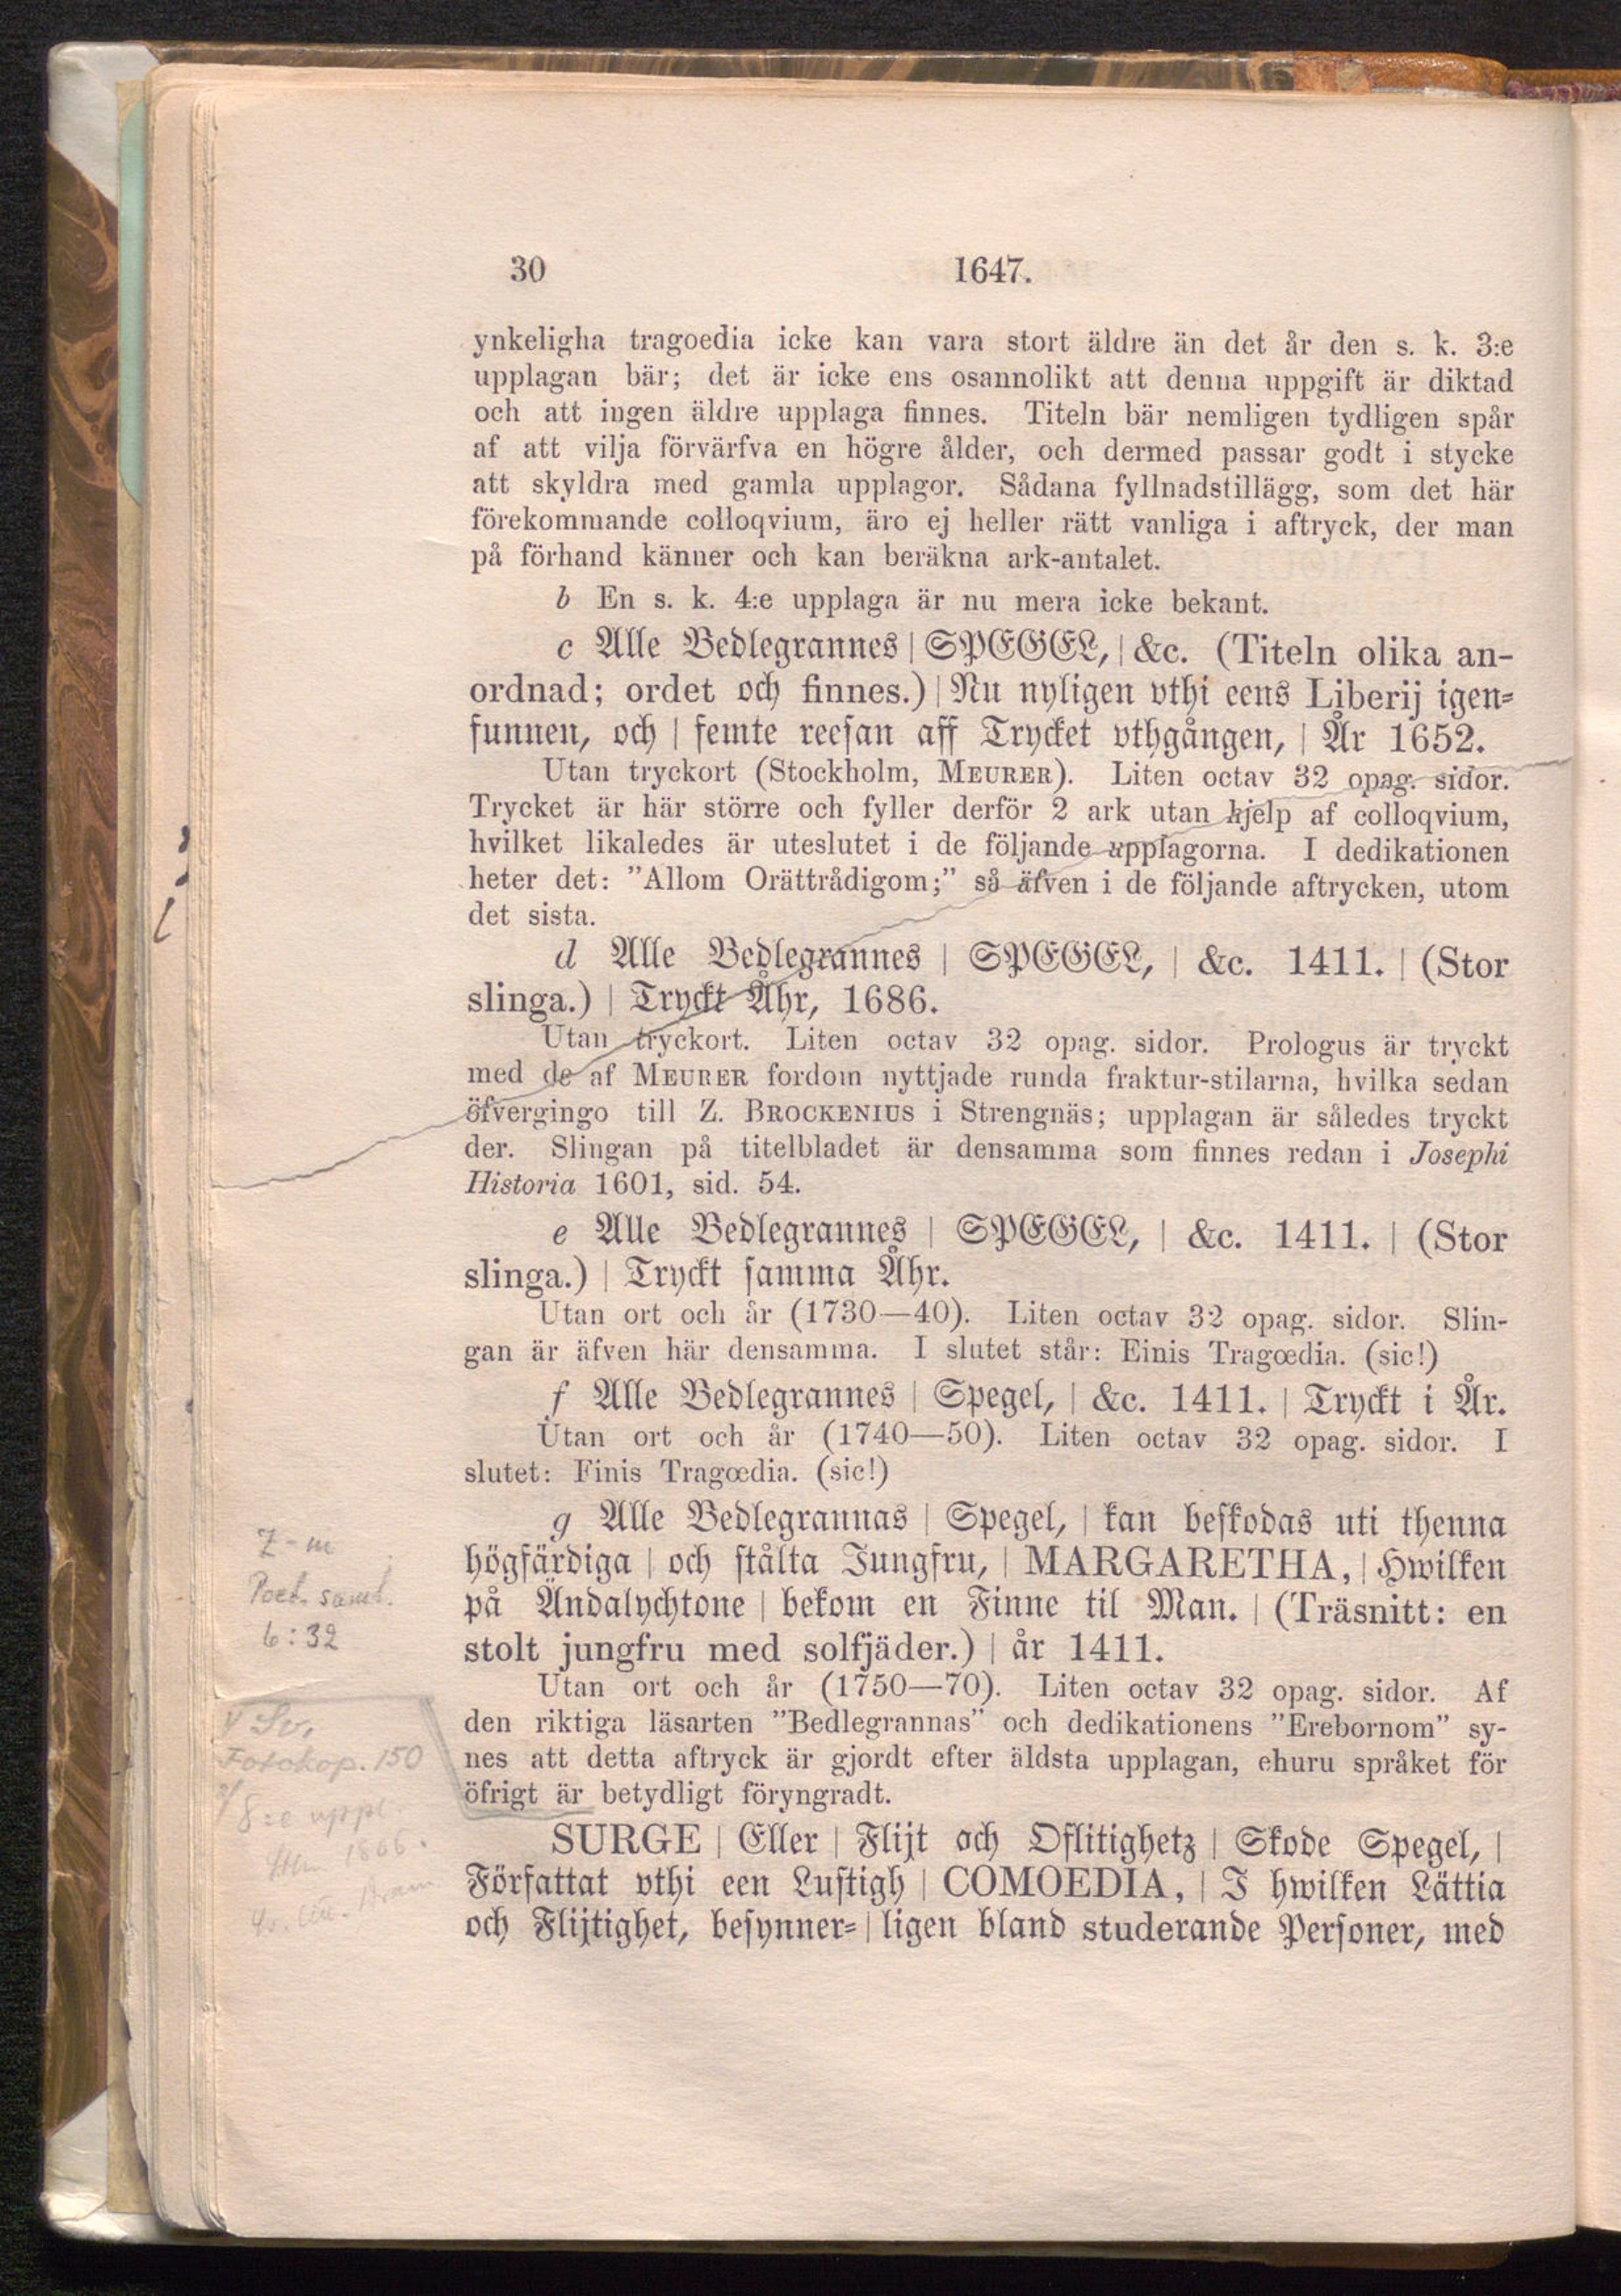 30 1647.
ynkeligha tragoedia icke kan vara stort äldre än det år den s. k. 3:e
upplagan bär; det är icke ens osannolikt att denna uppgift är diktad
och att ingen äldre upplaga finnes. Titeln bär nemligen tydligen spår
af att vilja förvärfva en högre ålder, och dermed passar godt i stycke
att skyldra med gamla upplagor. Sådana fyllnadstillägg, som det här
förekommande colloqvium, äro ej heller rätt vanliga i aftryck, der man
på förhand känner och kan beräkna ark-antalet.
b En s. k. 4:e upplaga är nu mera icke bekant.
c Alle Bedlegrannes | SPEGEL, | &c. (Titeln olika an-
ordnad; ordet och finnes.) | Nu nyligen vthi eens Liberij igen-
funnen, och | femte reesan aff Trycket vthgången, | År 1652.
Utan tryckort (Stockholm, MEURER). Liten octav 32 opag. sidor.
Trycket är här större och fyller derför 2 ark utan hjelp af colloqvium,
hvilket likaledes är uteslutet i de följande upplagorna. I dedikationen
heter det: "Allom Orättrådigom;" så äfven i de följande aftrycken, utom
det sista.
d Alle Bedlegrannes | SPEGEL, | &c. 1411. | (Stor
slinga.) | Tryckt Åhr, 1686.
Utan tryckort. Liten octav 32 opag. sidor. Prologus är tryckt
med de af MEURER fordom nyttjade runda fraktur-stilarna, hvilka sedan
öfvergingo till Z. BROCKENIUS i Strengnäs; upplagan är således tryckt
der. Slingan på titelbladet är densamma som finnes redan i Josephi
Historia 1601, sid. 54.
e Alle Bedlegrannes | SPEGEL, | &c. 1411. | (Stor
slinga.) | Tryckt samma Åhr.
Utan ort och år (1730—40). Liten octav 32 opag. sidor. Slin-
gan är äfven här densamma. I slutet står: Einis Tragœdia. (sic!)
f Alle Bedlegrannes | Spegel, | &c. 1411. | Tryckt i År.
Utan ort och år (1740—50). Liten octav 32 opag. sidor. I
slutet: Finis Tragœdia. (sic!)
g Alle Bedlegrannas | Spegel, | kan beskodas uti thenna
högfärdiga | och stålta Jungfru, | MARGARETHA, | Hwilken
på Ändalychtone | bekom en Finne til Man. | (Träsnitt: en
stolt jungfru med solfjäder.) | år 1411.
Utan ort och år (1750—70). Liten octav 32 opag. sidor. Af
den riktiga läsarten "Bedlegrannas" och dedikationens "Erebornom" sy-
nes att detta aftryck är gjordt efter äldsta upplagan, ehuru språket för
öfrigt är betydligt föryngradt.
SURGE | Eller | Flijt och Oflitighetz | Skode Spegel, |
Författat vthi een Lustigh | COMOEDIA, | I hwilken Lättia
och Flijtighet, besynner- | ligen bland studerande Personer, med
Z-m
Poet. saml.
6:32
Fotokop. 150
8:e uppl.